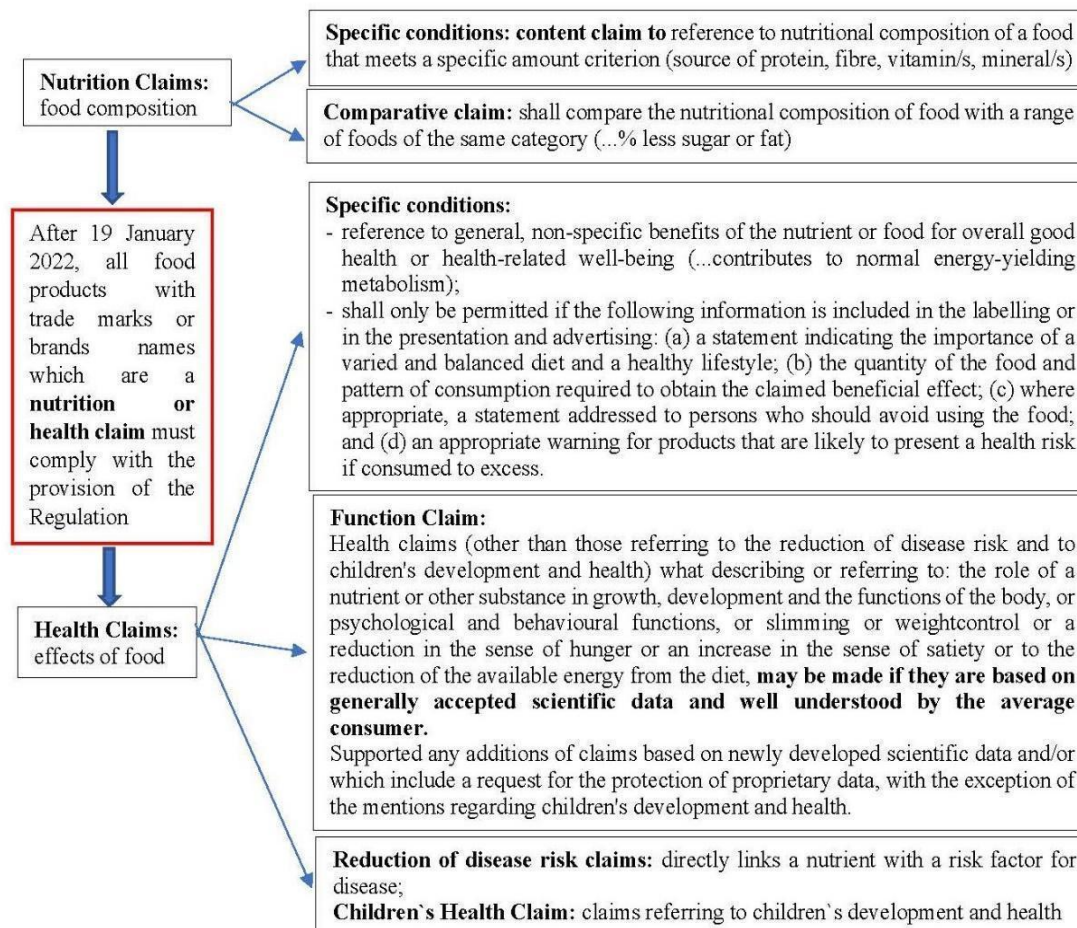 Nutrition Claims:
food composition
Specific conditions: content claim to reference to nutritional composition of a food
that meets a specific amount criterion (source of protein, fibre, vitamin/s, mineral/s)
Comparative claim: shall compare the nutritional composition of food with a range
of foods of the same category (...% less sugar or fat)
After 19 January
2022, all food
products with
trade marks or
brands names
which are a
nutrition or
health claim must
comply with the
provision of the
Regulation
Health Claims:
effects of food
Specific conditions:
- reference to general, non-specific benefits of the nutrient or food for overall good
health or health-related well-being (...contributes to normal energy-yielding
metabolism);
- shall only be permitted if the following information is included in the labelling or
in the presentation and advertising: (a) a statement indicating the importance of a
varied and balanced diet and a healthy lifestyle; (b) the quantity of the food and
pattern of consumption required to obtain the claimed beneficial effect; (c) where
appropriate, a statement addressed to persons who should avoid using the food;
and (d) an appropriate warning for products that are likely to present a health risk
if consumed to excess.
Function Claim:
Health claims (other than those referring to the reduction of disease risk and to
children's development and health) what describing or referring to: the role of a
nutrient or other substance in growth, development and the functions of the body, or
psychological and behavioural functions, or slimming or weightcontrol or a
reduction in the sense of hunger or an increase in the sense of satiety or to the
reduction of the available energy from the diet, may be made if they are based on
generally accepted scientific data and well understood by the average
consumer.
Supported any additions of claims based on newly developed scientific data and/or
which include a request for the protection of proprietary data, with the exception of
the mentions regarding children's development and health.
Reduction of disease risk claims: directly links a nutrient with a risk factor for
disease;
Children`s Health Claim: claims referring to children`s development and health